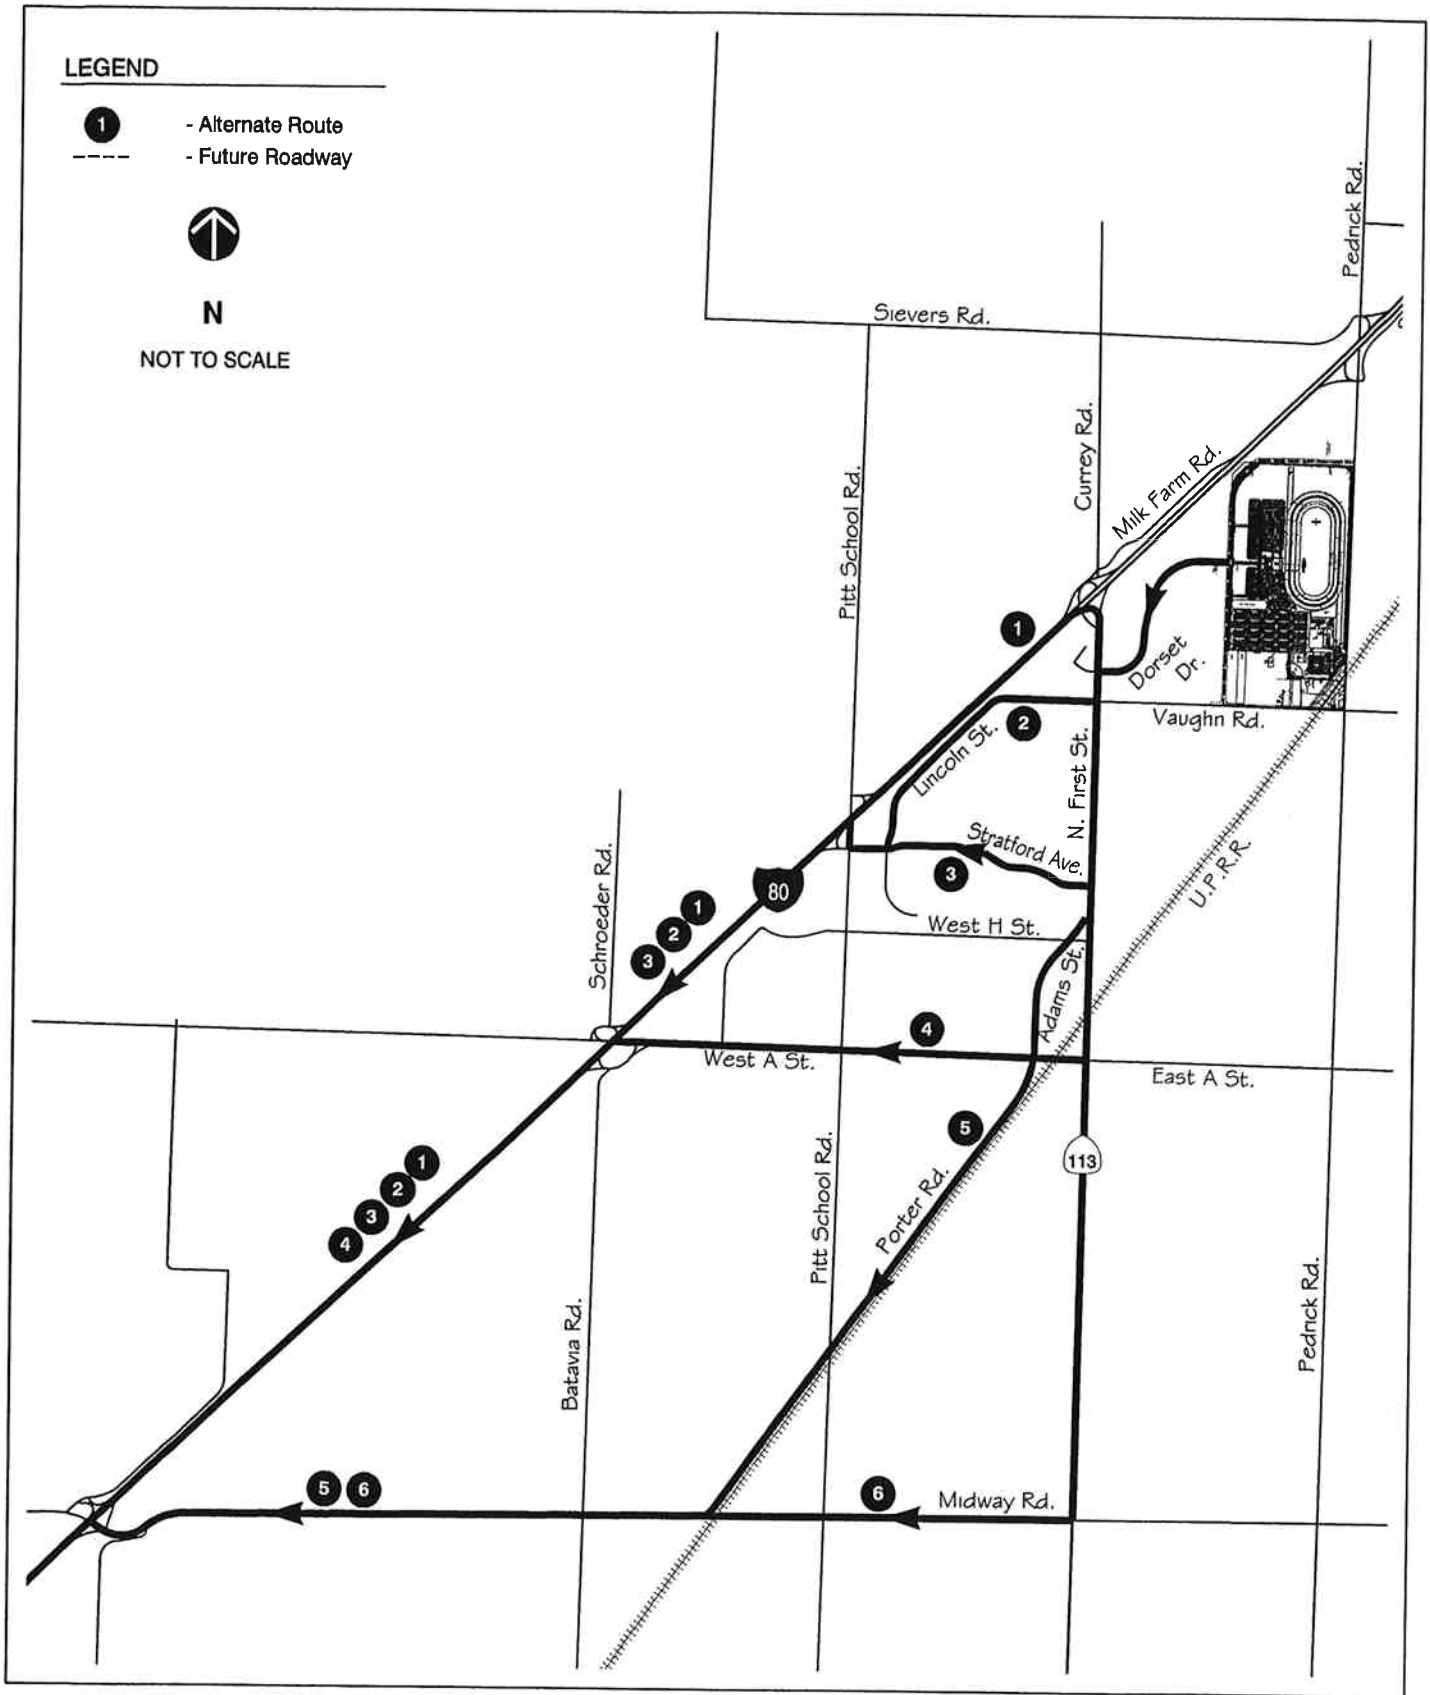 LEGEND
1 - Alternate Route
---- - Future Roadway
N
NOT TO SCALE
Pedrick Rd.
Sievers Rd.
Currey Rd.
Milk Farm Rd.
Pitt School Rd.
1
Dorset Dr.
2
Vaughn Rd.
Lincoln St.
N. First St.
Stratford Ave.
3
U.P.R.R.
80
Schroeder Rd.
1
2
3
West H St.
Adams St.
4
West A St.
East A St.
5
113
1
2
3
4
Pitt School Rd.
Porter Rd.
Batavia Rd.
Pedrick Rd.
5 6
6
Midway Rd.